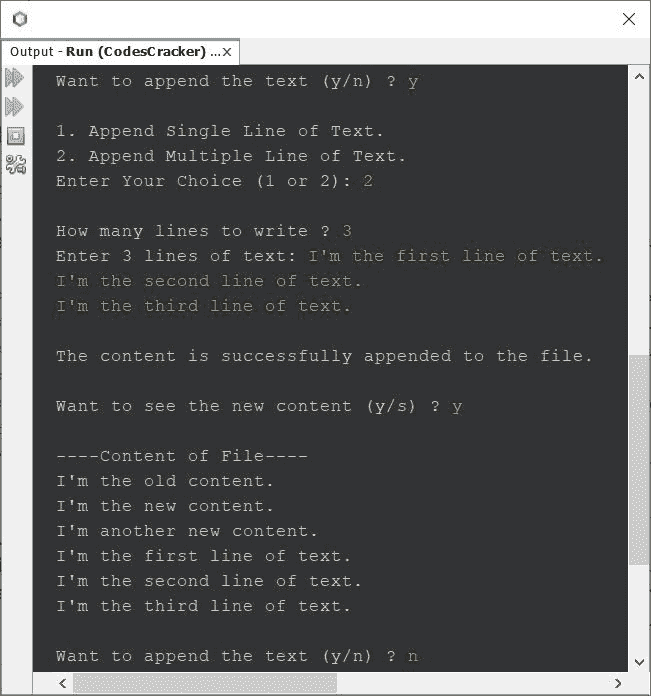 Output - Run (CodesCracker) ...×
Want to append the text (y/n) ? y
1. Append Single Line of Text.
2. Append Multiple Line of Text.
Enter Your Choice (1 or 2): 2
How many lines to write ? 3
Enter 3 lines of text: I'm the first line of text.
I'm the second line of text.
I'm the third line of text.
The content is successfully appended to the file.
Want to see the new content (y/s) ? y
----Content of File----
I'm the old content.
I'm the new content.
I'm another new content.
I'm the first line of text.
I'm the second line of text.
I'm the third line of text.
Want to append the text (y/n) ? n